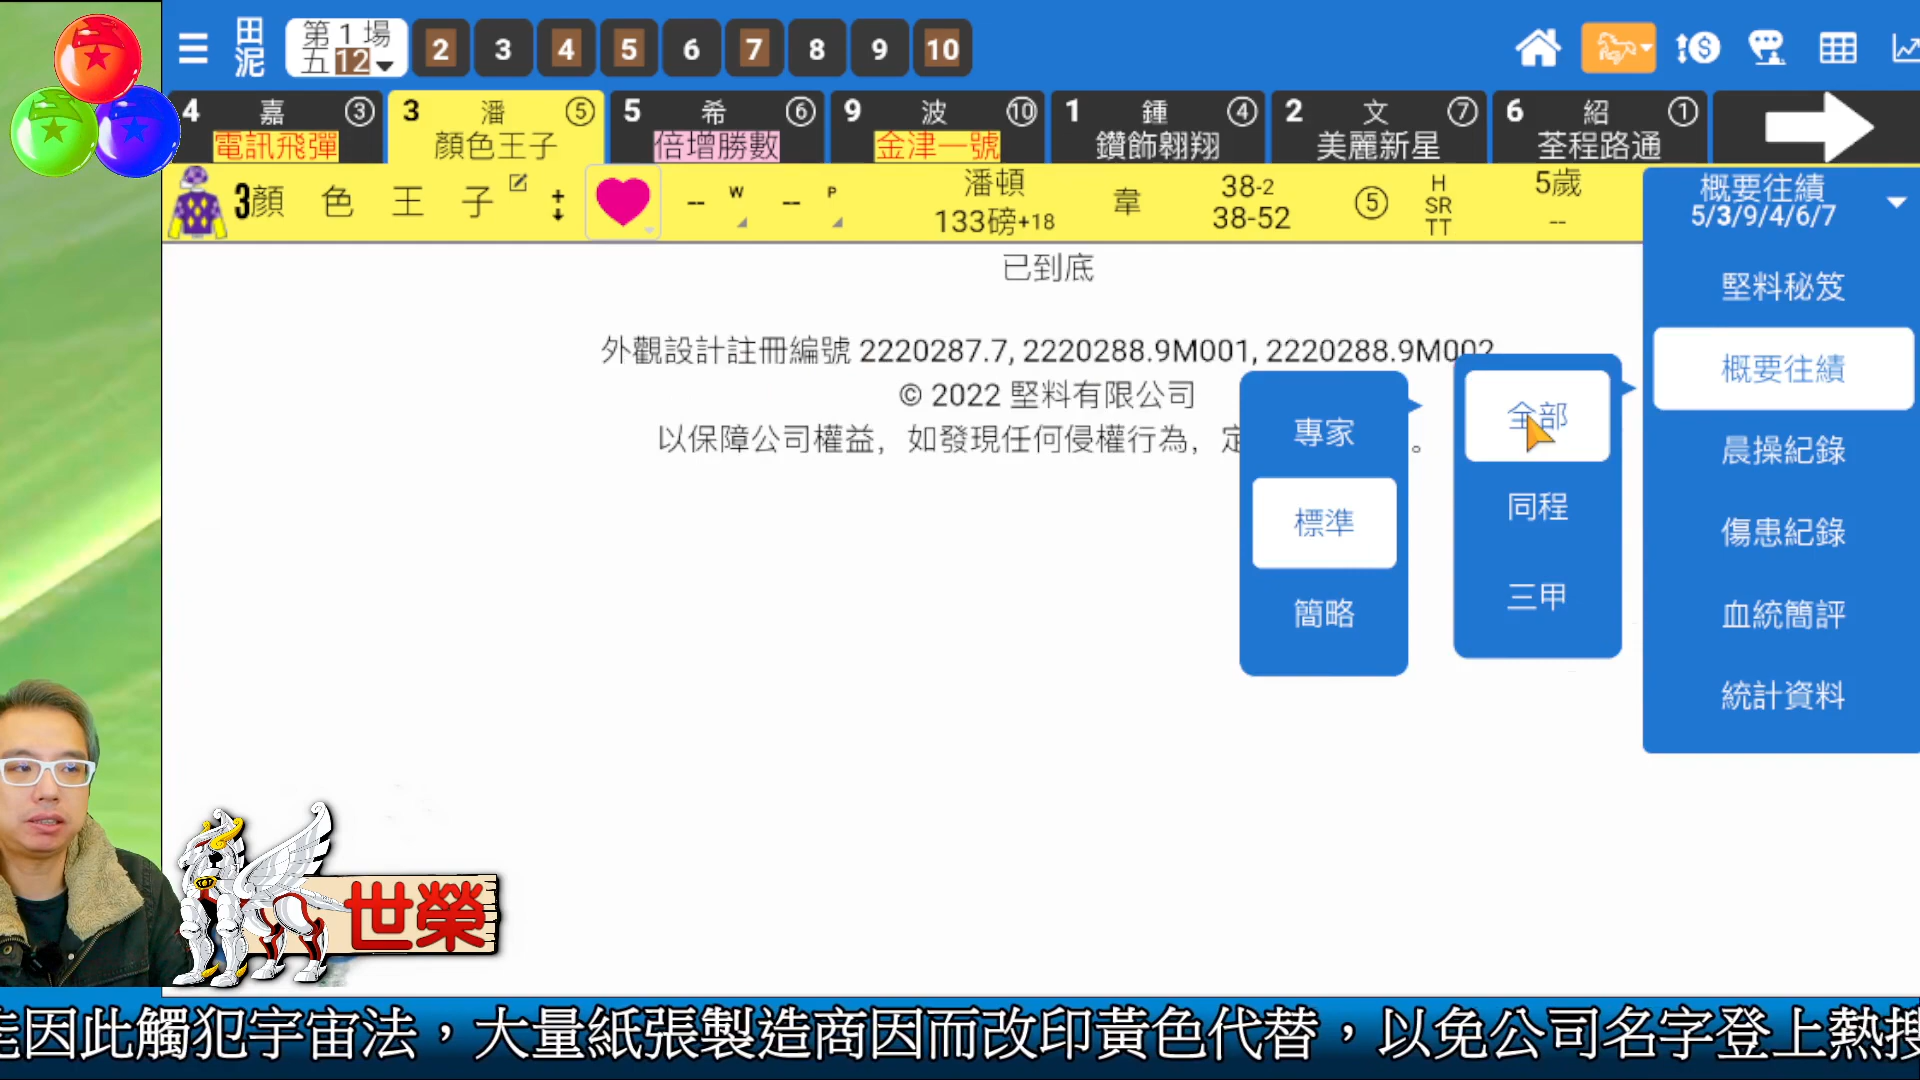 田泥
第 1 場
五 12
2 3 4 5 6 7 8 9 10
4 嘉 ③
電訊飛彈
3 潘 ⑤
顏色王子
5 希 ⑥
倍增勝數
9 波 ⑩
金津一號
1 鍾 ④
鑽飾翱翔
2 文 ⑦
美麗新星
6 紹 ①
荃程路通
3顏色王子
-- W -- P
潘頓
133磅+18
韋
38-2
38-52
⑤
H
SR
TT
5歲
--
概要往績
5/3/9/4/6/7
堅料秘笈
概要往績
晨操紀錄
傷患紀錄
血統簡評
統計資料
全部
同程
三甲
專家
標準
簡略
已到底
外觀設計註冊編號 2220287.7, 2220288.9M001, 2220288.9M002
© 2022 堅料有限公司
以保障公司權益，如發現任何侵權行為，定
。
世榮
因此觸犯宇宙法，大量紙張製造商因而改印黃色代替，以免公司名字登上熱搜